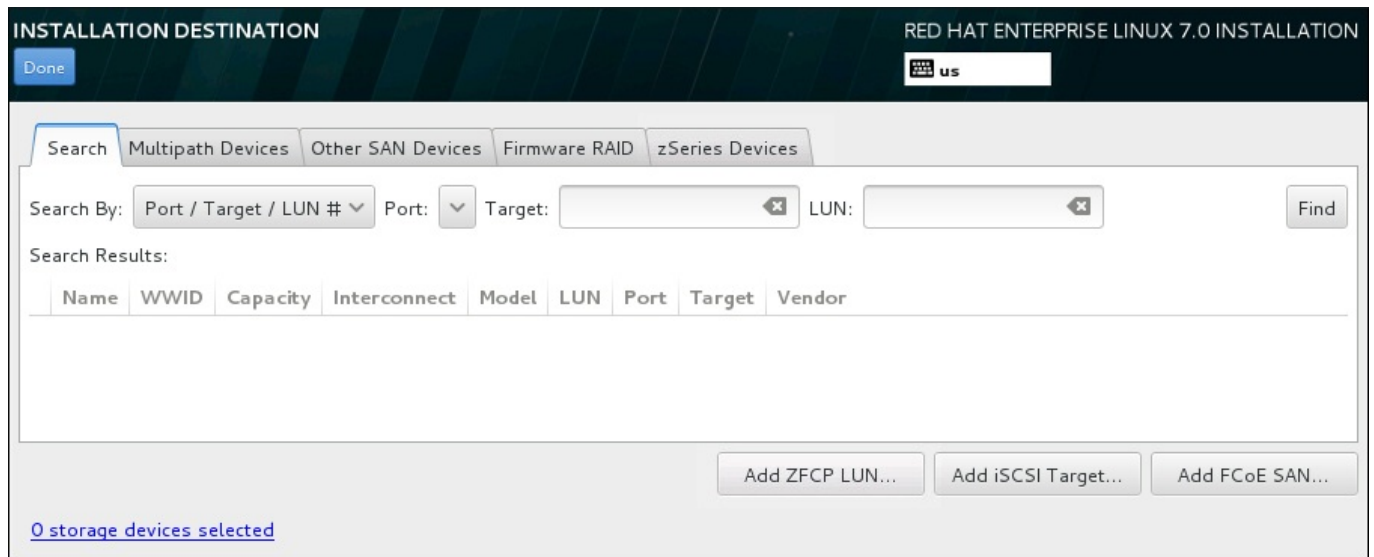 INSTALLATION DESTINATION
RED HAT ENTERPRISE LINUX 7.0 INSTALLATION
Done
us
Search Multipath Devices Other SAN Devices Firmware RAID zSeries Devices
Search By: Port / Target / LUN # Port: Target: LUN: Find
Search Results:
Name WWID Capacity Interconnect Model LUN Port Target Vendor
Add ZFCP LUN... Add iSCSI Target... Add FCoE SAN...
0 storage devices selected